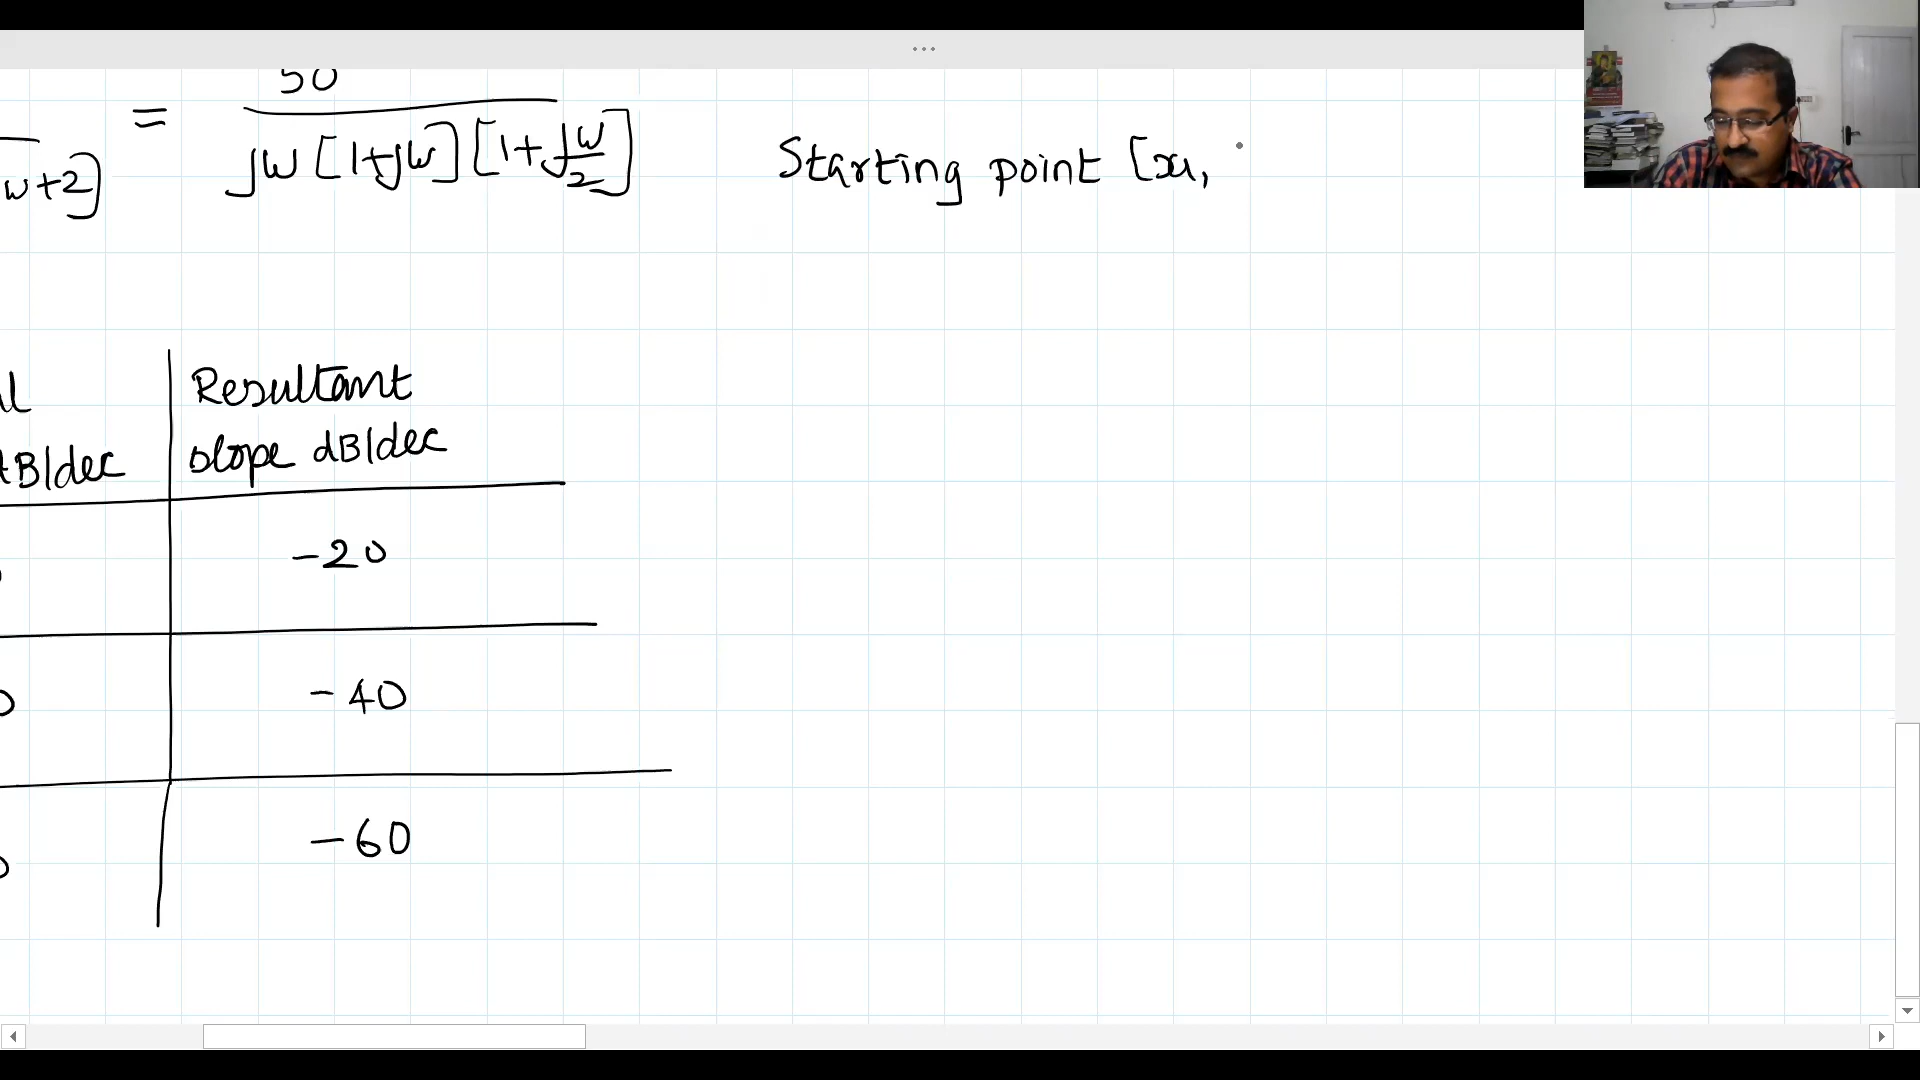 50
=
jw [1+jw] [1+jw/2]
w+2)]
Starting point [x1,
Resultant
slope dB/dec
dB/dec
-20
-40
-60